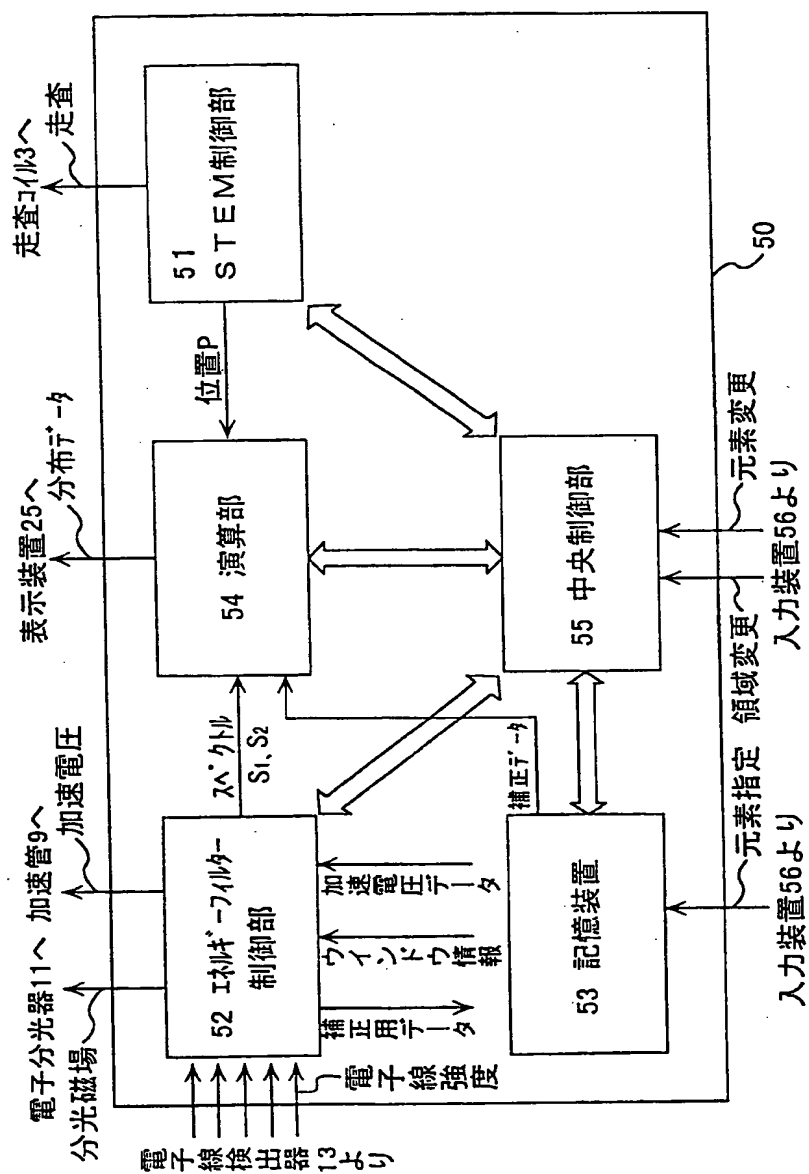 電子分光器11へ
分光磁場
加速管9へ
加速電圧
表示装置25へ
分布データ
走査コイル3へ
走査
52 エネルギーフィルター
制御部
スペクトル
S1、S2
54 演算部
位置P
51
STEM制御部
電子線検出器13より
電子線強度
補正用データ
ウインドウ情報
加速電圧データ
補正データ
53 記憶装置
55 中央制御部
50
元素指定
入力装置56より
領域変更
元素変更
入力装置56より